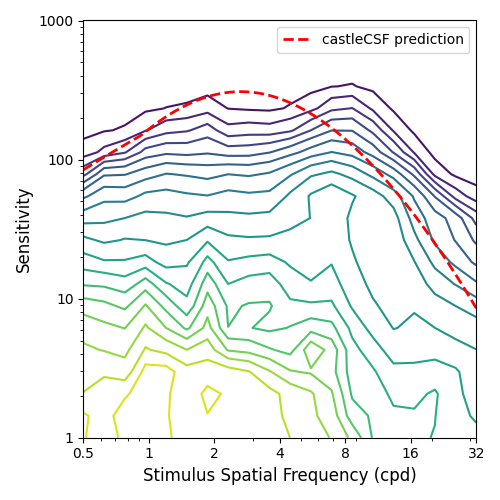 1000
castleCSF prediction
100
Sensitivity
10
1
0.5 1 2 4 8 16 32
Stimulus Spatial Frequency (cpd)